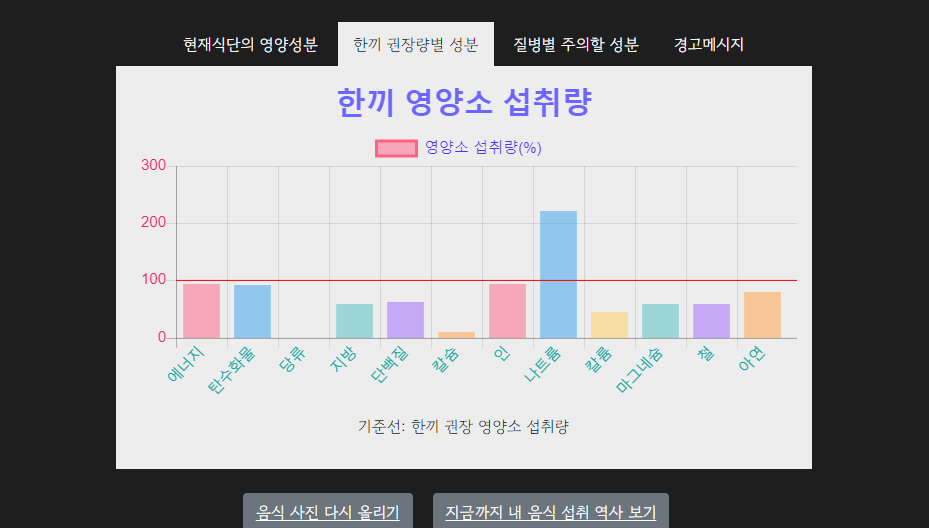 현재식단의 영양성분 한끼 권장량별 성분 질병별 주의할 성분 경고메시지
한끼 영양소 섭취량
영양소 섭취량(%)
300
200
100
0
에너지 탄수화물 당류 지방 단백질 칼슘 인 나트륨 칼륨 마그네슘 철 아연
기준선: 한끼 권장 영양소 섭취량
음식 사진 다시 올리기 지금까지 내 음식 섭취 역사 보기